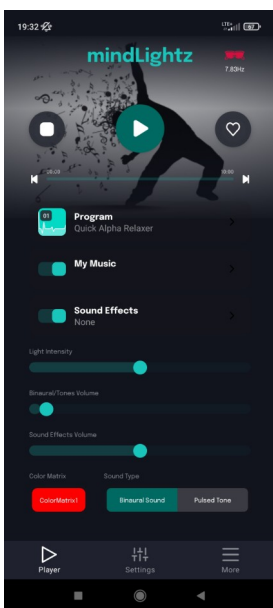 19:32
LTE+
67
mindLightz
7.83Hz
00:00
10:00
01
Program
Quick Alpha Relaxer
My Music
Sound Effects
None
Light Intensity
Binaural/Tones Volume
Sound Effects Volume
Color Matrix
Sound Type
ColorMatrix1
Binaural Sound
Pulsed Tone
Player
Settings
More